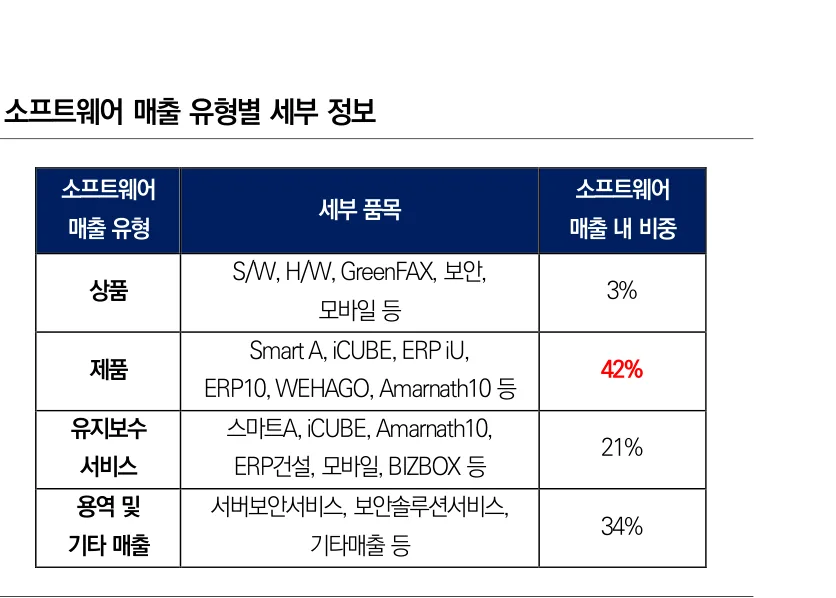 소프트웨어 매출 유형별 세부 정보
소프트웨어
매출 유형
세부 품목
소프트웨어
매출 내 비중
상품
S/W, H/W, GreenFAX, 보안,
모바일 등
3%
제품
Smart A, iCUBE, ERP iU,
ERP10, WEHAGO, Amarnath10 등
42%
유지보수
서비스
스마트A, iCUBE, Amarnath10,
ERP건설, 모바일, BIZBOX 등
21%
용역 및
기타 매출
서버보안서비스, 보안솔루션서비스,
기타매출 등
34%